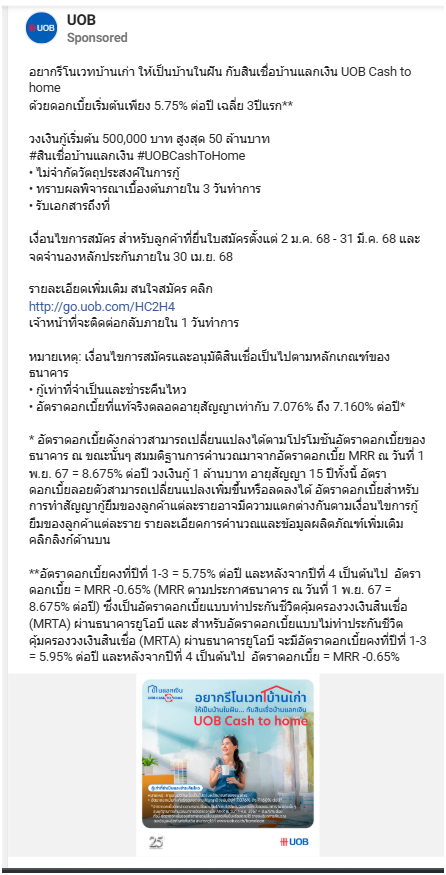 UOB
UOB
Sponsored
อยากรีโนเวทบ้านเก่า ให้เป็นบ้านในฝัน กับสินเชื่อบ้านแลกเงิน UOB Cash to
home
ด้วยดอกเบี้ยเริ่มต้นเพียง 5.75% ต่อปี เฉลี่ย 3ปีแรก**
วงเงินกู้เริ่มต้น 500,000 บาท สูงสุด 50 ล้านบาท
#สินเชื่อบ้านแลกเงิน #UOBCashToHome
• ไม่จำกัดวัตถุประสงค์ในการกู้
• ทราบผลพิจารณาเบื้องต้นภายใน 3 วันทำการ
• รับเอกสารถึงที่
เงื่อนไขการสมัคร สำหรับลูกค้าที่ยื่นใบสมัครตั้งแต่ 2 ม.ค. 68 - 31 มี.ค. 68 และ
จดจำนองหลักประกันภายใน 30 เม.ย. 68
รายละเอียดเพิ่มเติม สนใจสมัคร คลิก
http://go.uob.com/HC2H4
เจ้าหน้าที่จะติดต่อกลับภายใน 1 วันทำการ
หมายเหตุ: เงื่อนไขการสมัครและอนุมัติสินเชื่อเป็นไปตามหลักเกณฑ์ของ
ธนาคาร
• กู้เท่าที่จำเป็นและชำระคืนไหว
• อัตราดอกเบี้ยที่แท้จริงตลอดอายุสัญญาเท่ากับ 7.076% ถึง 7.160% ต่อปี*
* อัตราดอกเบี้ยดังกล่าวสามารถเปลี่ยนแปลงได้ตามโปรโมชันอัตราดอกเบี้ยของ
ธนาคาร ณ ขณะนั้นๆ สมมติฐานการคำนวณมาจากอัตราดอกเบี้ย MRR ณ วันที่ 1
พ.ย. 67 = 8.675% ต่อปี วงเงินกู้ 1 ล้านบาท อายุสัญญา 15 ปีทั้งนี้ อัตรา
ดอกเบี้ยลอยตัวสามารถเปลี่ยนแปลงเพิ่มขึ้นหรือลดลงได้ อัตราดอกเบี้ยสำหรับ
การทำสัญญากู้ยืมของลูกค้าแต่ละรายอาจมีความแตกต่างกันตามเงื่อนไขการกู้
ยืมของลูกค้าแต่ละราย รายละเอียดการคำนวณและข้อมูลผลิตภัณฑ์เพิ่มเติม
คลิกลิงก์ด้านบน
**อัตราดอกเบี้ยคงที่ปีที่ 1-3 = 5.75% ต่อปี และหลังจากปีที่ 4 เป็นต้นไป อัตรา
ดอกเบี้ย = MRR -0.65% (MRR ตามประกาศธนาคาร ณ วันที่ 1 พ.ย. 67 =
8.675% ต่อปี) ซึ่งเป็นอัตราดอกเบี้ยแบบทำประกันชีวิตคุ้มครองวงเงินสินเชื่อ
(MRTA) ผ่านธนาคารยูโอบี และ สำหรับอัตราดอกเบี้ยแบบไม่ทำประกันชีวิต
คุ้มครองวงเงินสินเชื่อ (MRTA) ผ่านธนาคารยูโอบี จะมีอัตราดอกเบี้ยคงที่ปีที่ 1-3
= 5.95% ต่อปี และหลังจากปีที่ 4 เป็นต้นไป อัตราดอกเบี้ย = MRR -0.65%
บ้านแลกเงิน
UOB CASH TO HOME
อยากรีโนเวทบ้านเก่า
ให้เป็นบ้านในฝัน... กับสินเชื่อบ้านแลกเงิน
UOB Cash to home
กู้เท่าที่จำเป็นและชำระคืนไหว
25
UOB